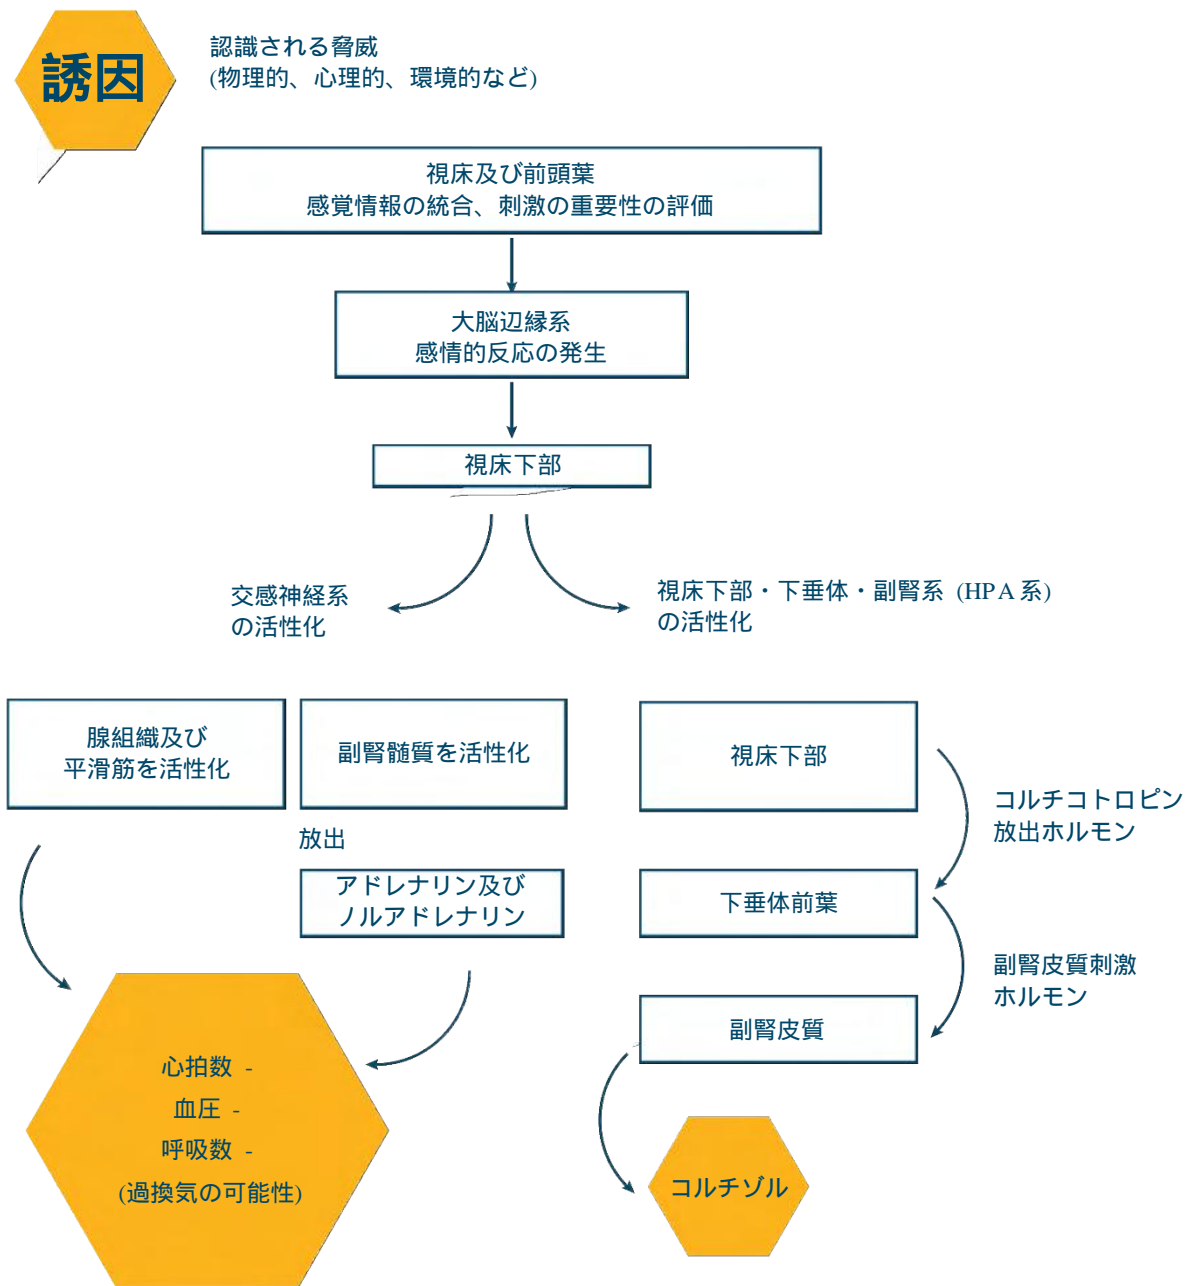 誘因
認識される脅威
(物理的、心理的、環境的など)
視床及び前頭葉
感覚情報の統合、刺激の重要性の評価
大脳辺縁系
感情的反応の発生
視床下部
交感神経系
の活性化
視床下部・下垂体・副腎系 (HPA系)
の活性化
腺組織及び
平滑筋を活性化
副腎髄質を活性化
視床下部
コルチコトロピン
放出ホルモン
放出
アドレナリン及び
ノルアドレナリン
下垂体前葉
副腎皮質刺激
ホルモン
副腎皮質
心拍数 -
血圧 -
呼吸数 -
(過換気の可能性)
コルチゾル